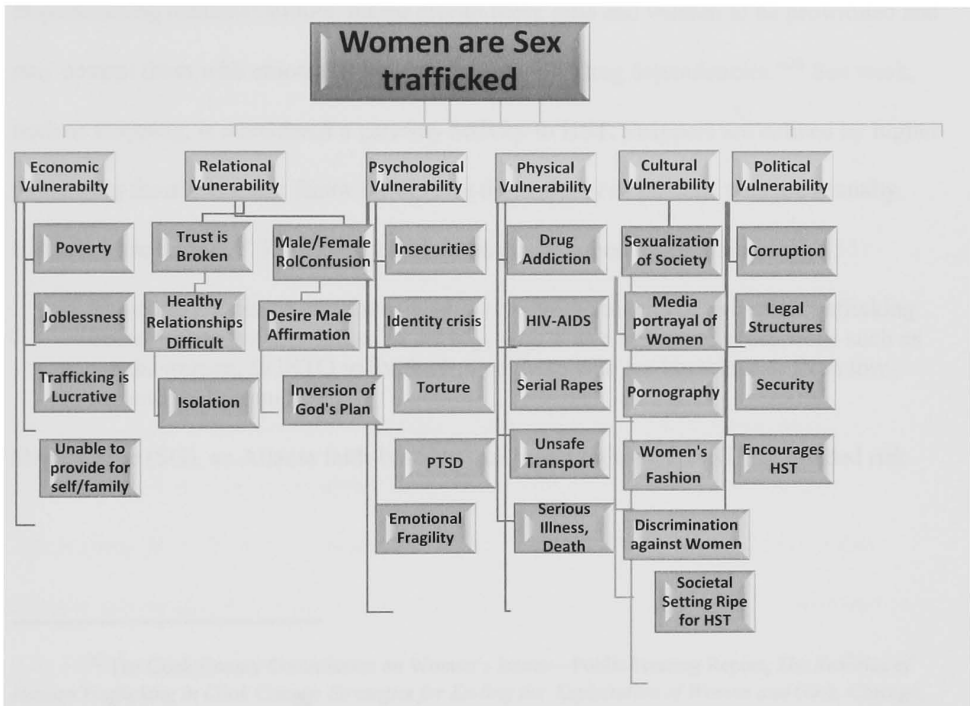 Women are Sex
trafficked
Economic
Vulnerability
Poverty
Joblessness
Trafficking is
Lucrative
Unable to
provide for
self/family
Relational
Vunerability
Trust is
Broken
Healthy
Relationships
Difficult
Isolation
Male/Female
RolConfusion
Desire Male
Affirmation
Inversion of
God's Plan
Psychological
Vulnerability
Insecurities
Identity crisis
Torture
PTSD
Emotional
Fragility
Physical
Vulnerability
Drug
Addiction
HIV-AIDS
Serial Rapes
Unsafe
Transport
Serious
Illness,
Death
Cultural
Vulnerability
Sexualization
of Society
Media
portrayal of
Women
Pornography
Women's
Fashion
Discrimination
against Women
Societal
Setting Ripe
for HST
Political
Vulnerability
Corruption
Legal
Structures
Security
Encourages
HST